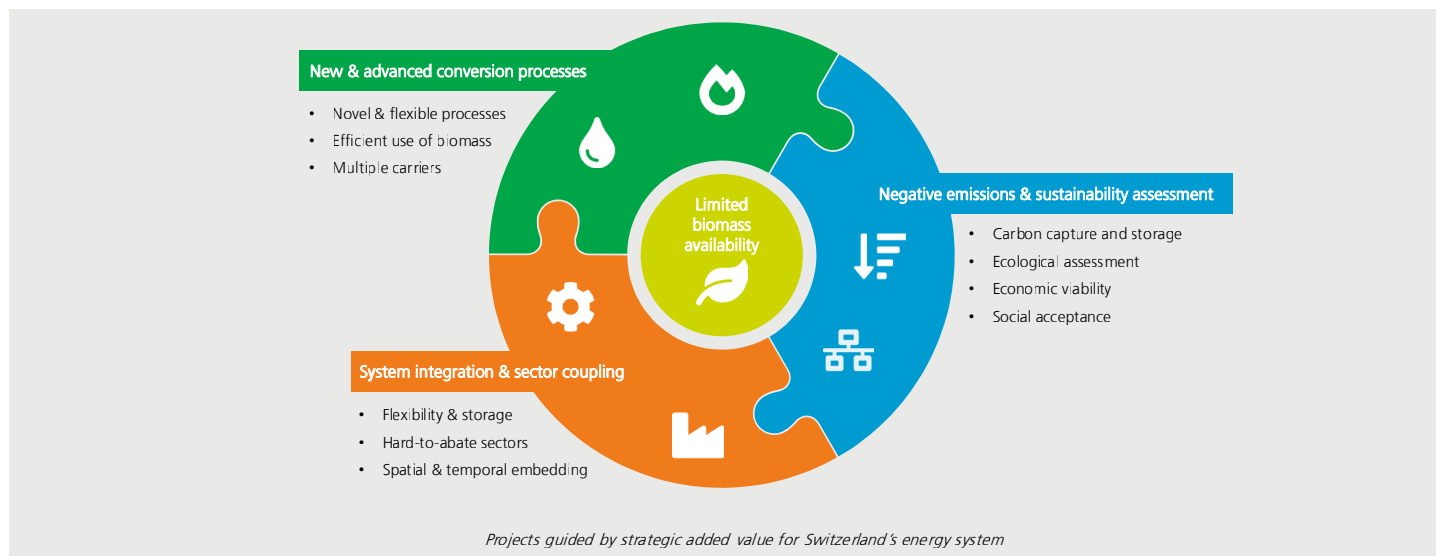 New & advanced conversion processes
• Novel & flexible processes
• Efficient use of biomass
• Multiple carriers
Limited
biomass
availability
Negative emissions & sustainability assessment
• Carbon capture and storage
• Ecological assessment
• Economic viability
• Social acceptance
System integration & sector coupling
• Flexibility & storage
• Hard-to-abate sectors
• Spatial & temporal embedding
Projects guided by strategic added value for Switzerland's energy system